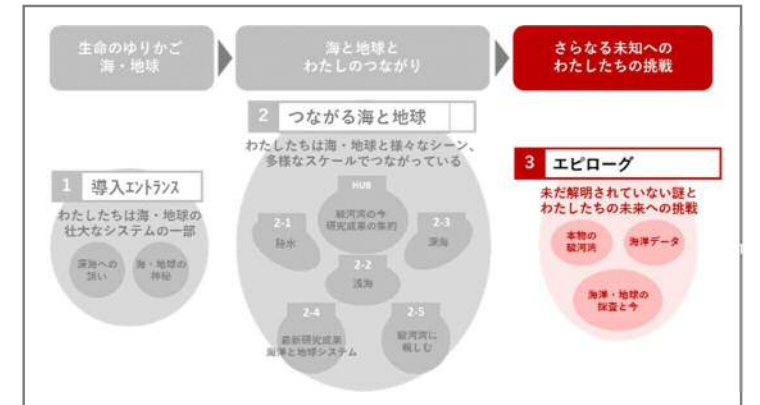 生命のゆりかご
海・地球
海と地球と
わたしのつながり
さらなる未知への
わたしたちの挑戦
1 導入エントランス
わたしたちは海・地球の
壮大なシステムの一部
深海への
誘い
海・地球の
神秘
2 つながる海と地球
わたしたちは海・地球と様々なシーン、
多様なスケールでつながっている
HUB
駿河湾の今
研究成果の集約
2-1
陸水
2-3
深海
2-2
浅海
2-4
最新研究成果
海洋と地球システム
2-5
駿河湾に
親しむ
3 エピローグ
未だ解明されていない謎と
わたしたちの未来への挑戦
本物の
駿河湾
海洋データ
海洋・地球の
探査と今